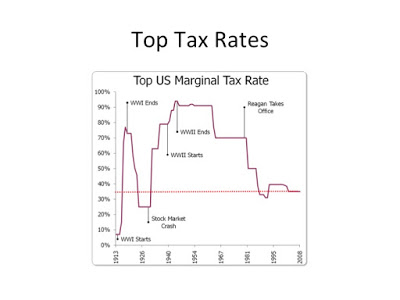 Top Tax Rates
Top US Marginal Tax Rate
100%
90%
80%
70%
60%
50%
40%
30%
20%
10%
0%
WWI Ends
Reagan Takes
Office
WWII Ends
WWII Starts
Stock Market
Crash
WWI Starts
1913
1926
1940
1954
1967
1981
1995
2008